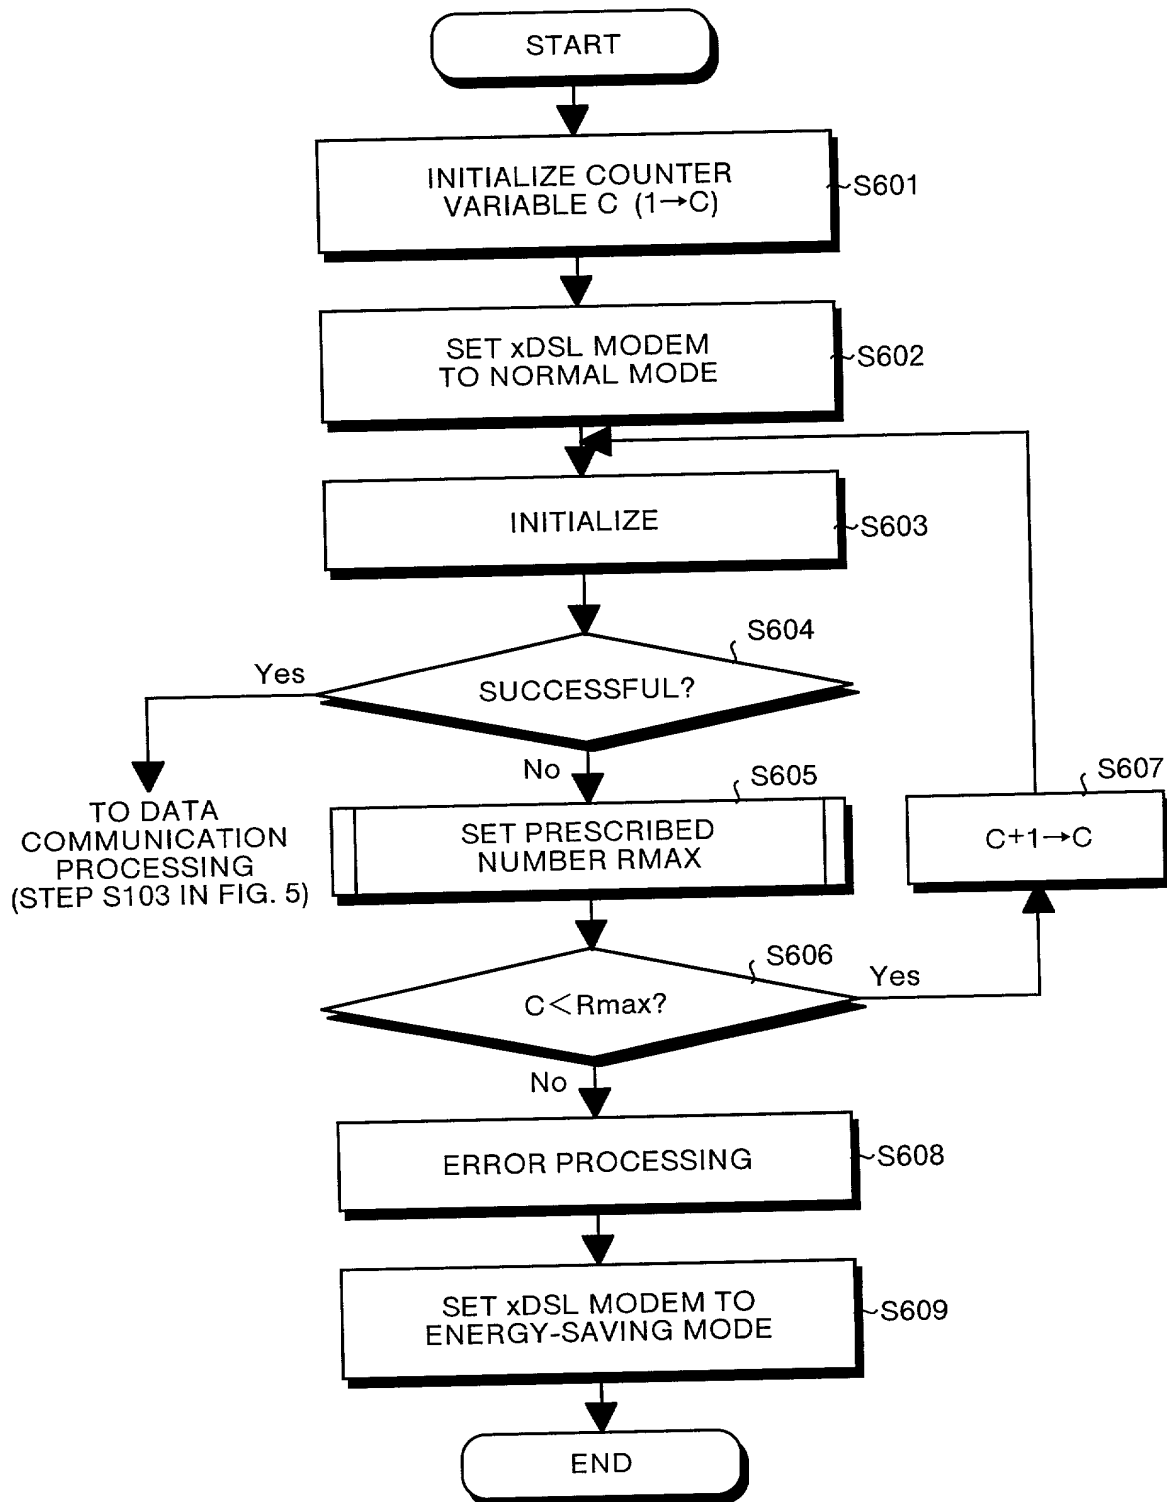 START
INITIALIZE COUNTER
VARIABLE C (1→C)
S601
SET xDSL MODEM
TO NORMAL MODE
S602
INITIALIZE
S603
S604
Yes
SUCCESSFUL?
No
S605
S607
TO DATA
COMMUNICATION
PROCESSING
(STEP S103 IN FIG. 5)
SET PRESCRIBED
NUMBER RMAX
C+1→C
S606
Yes
C<Rmax?
No
ERROR PROCESSING
S608
SET xDSL MODEM TO
ENERGY-SAVING MODE
S609
END